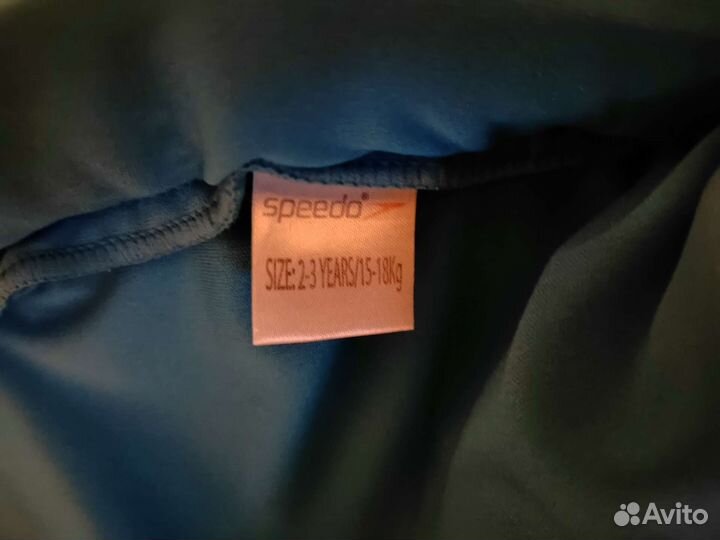 speedo
SIZE: 2-3 YEARS/15-18Kg
Avito